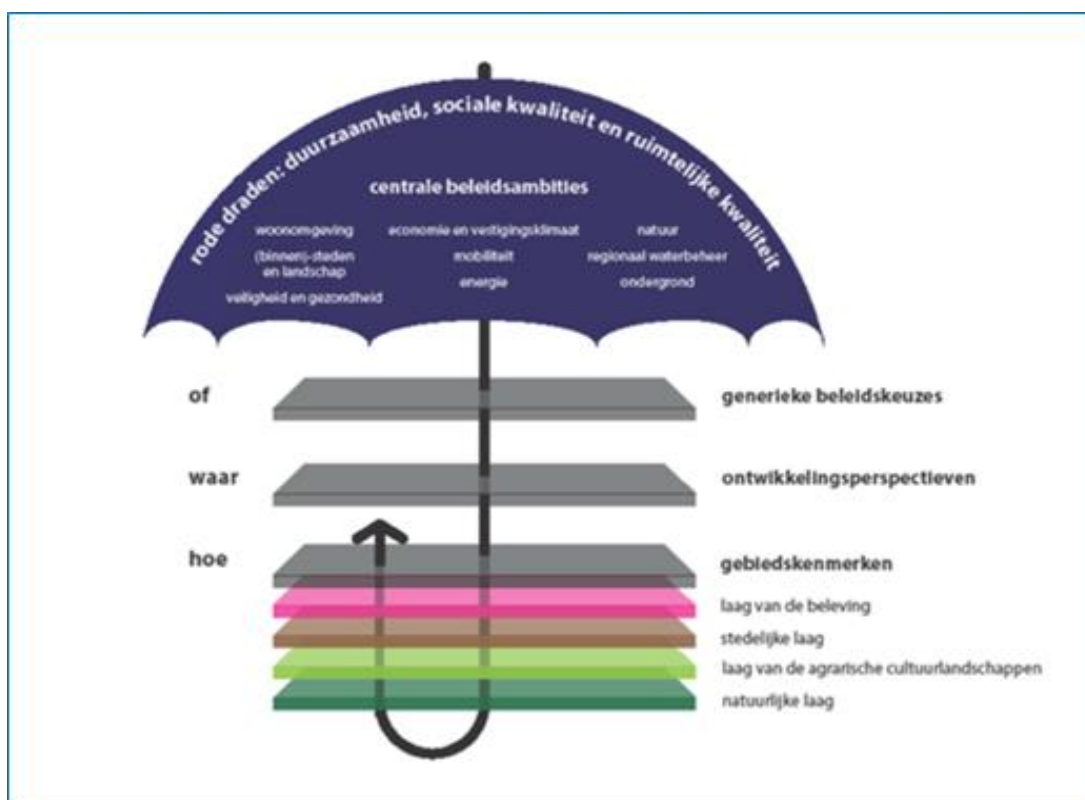 rode draden: duurzaamheid, sociale kwaliteit en ruimtelijke kwaliteit
centrale beleidsambities
woonomgeving
(binnen)-steden
en landschap
veiligheid en gezondheid
economie en vestigingsklimaat
mobiliteit
energie
natuur
regionaal waterbeheer
ondergrond
of
generieke beleidskeuzes
waar
ontwikkelingsperspectieven
hoe
gebiedskenmerken
laag van de beleving
stedelijke laag
laag van de agrarische cultuurlandschappen
natuurlijke laag